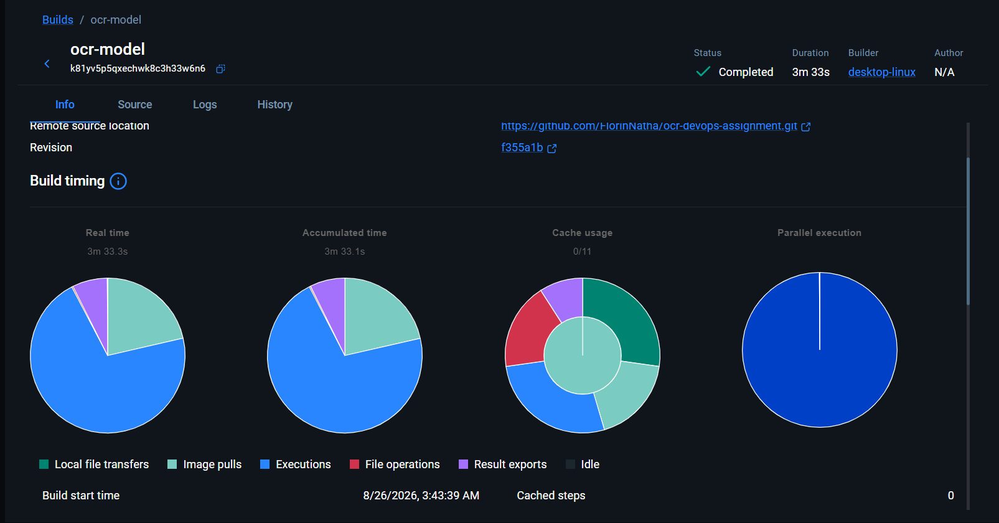 Builds / ocr-model
ocr-model
k81yv5p5qxechwk8c3h33w6n6
Status
Completed
Duration
3m 33s
Builder
desktop-linux
Author
N/A
Info Source Logs History
Remote source location https://github.com/FlorinNatha/ocr-devops-assignment.git
Revision f355a1b
Build timing
Real time
3m 33.3s
Accumulated time
3m 33.1s
Cache usage
0/11
Parallel execution
Local file transfers Image pulls Executions File operations Result exports Idle
Build start time 8/26/2026, 3:43:39 AM Cached steps 0